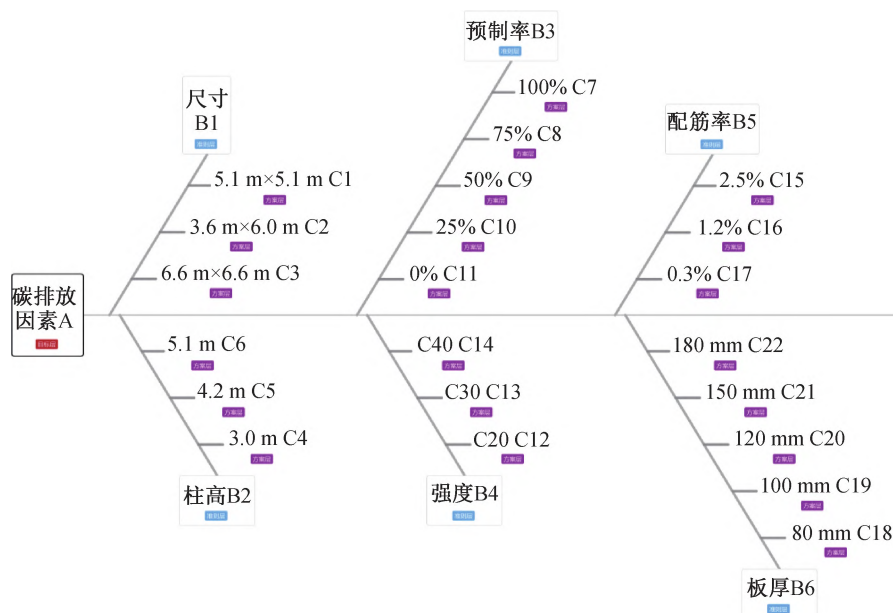 预制率B3
准则层
100% C7
方案层
75% C8
方案层
50% C9
方案层
25% C10
方案层
0% C11
方案层
尺寸
B1
准则层
5.1 m×5.1 m C1
方案层
3.6 m×6.0 m C2
方案层
6.6 m×6.6 m C3
方案层
配筋率B5
准则层
2.5% C15
方案层
1.2% C16
方案层
0.3% C17
方案层
碳排放
因素A
目标层
5.1 m C6
方案层
4.2 m C5
方案层
3.0 m C4
方案层
柱高B2
准则层
C40 C14
方案层
C30 C13
方案层
C20 C12
方案层
强度B4
准则层
180 mm C22
方案层
150 mm C21
方案层
120 mm C20
方案层
100 mm C19
方案层
80 mm C18
方案层
板厚B6
准则层